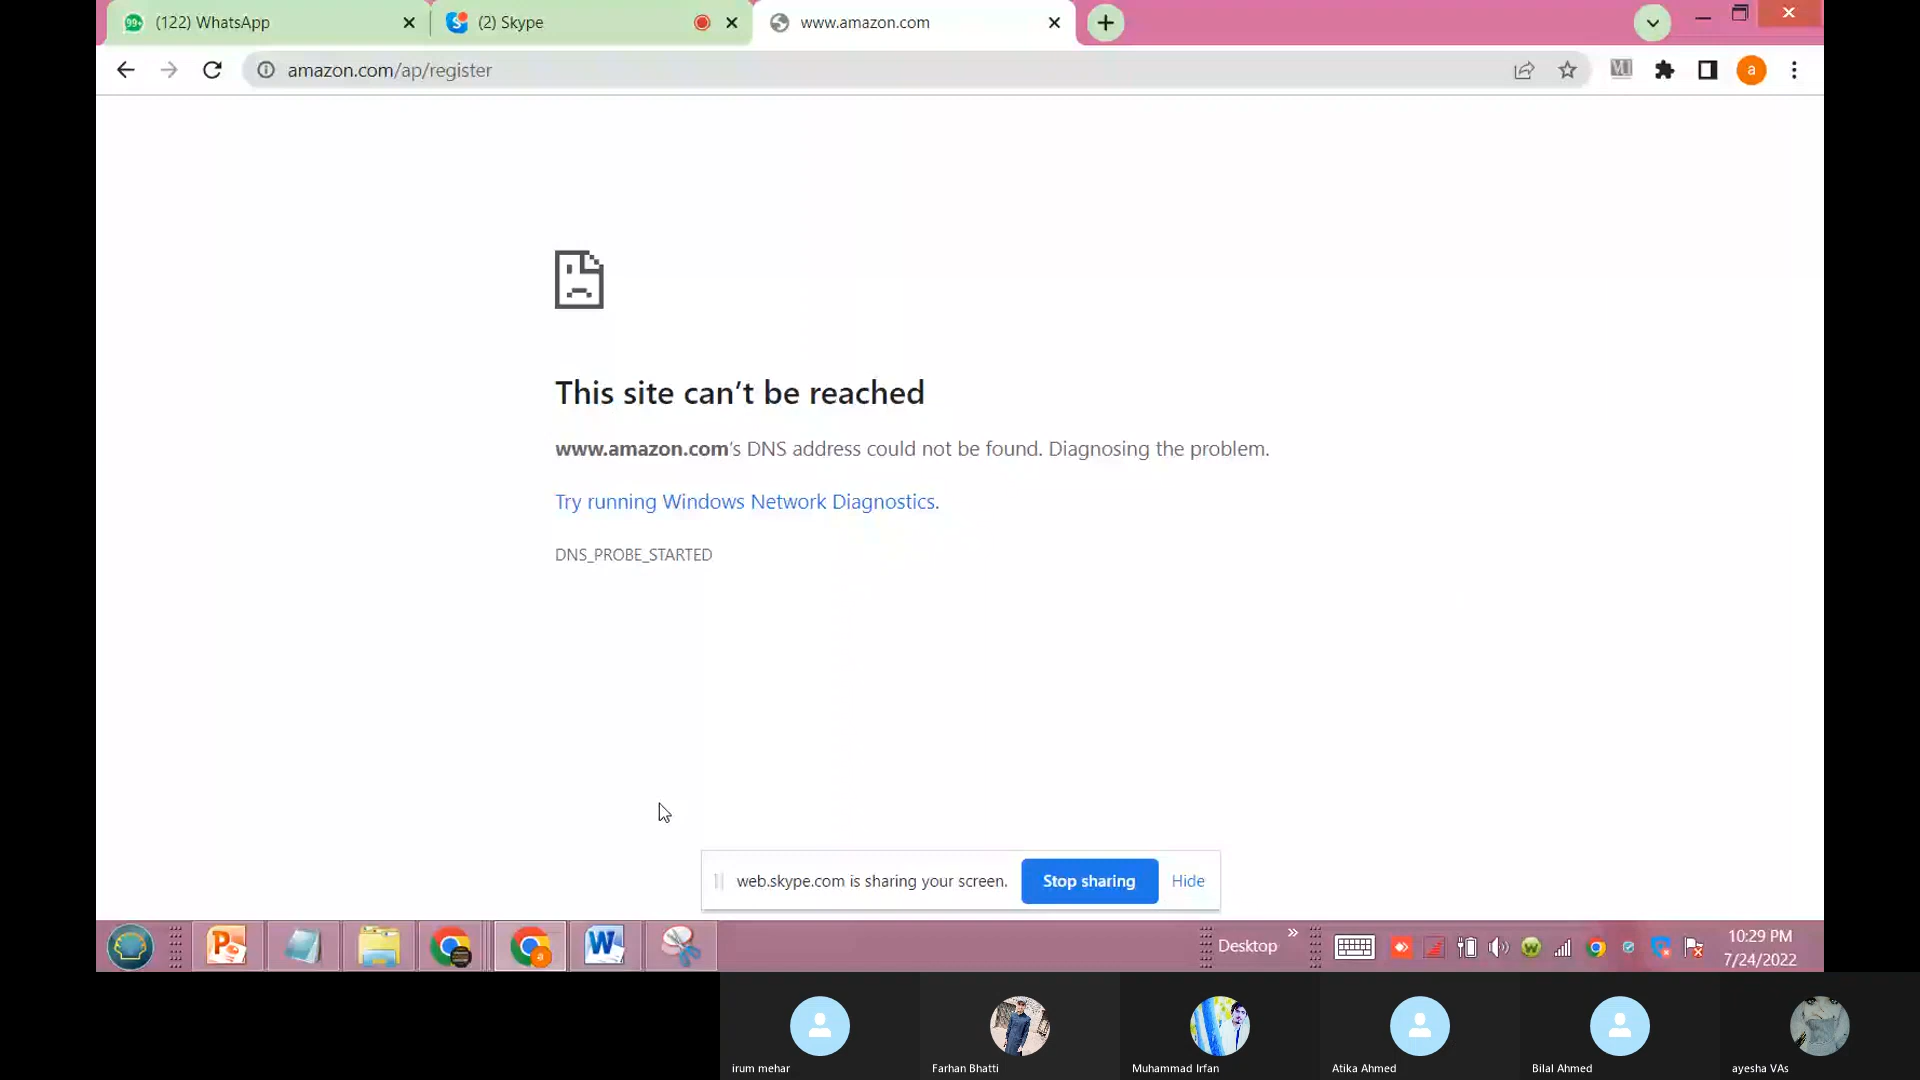 99+ (122) WhatsApp
(2) Skype
www.amazon.com
amazon.com/ap/register
a
This site can't be reached
www.amazon.com's DNS address could not be found. Diagnosing the problem.
Try running Windows Network Diagnostics.
DNS_PROBE_STARTED
web.skype.com is sharing your screen.
Stop sharing
Hide
Desktop
10:29 PM
7/24/2022
irum mehar
Farhan Bhatti
Muhammad Irfan
Atika Ahmed
Bilal Ahmed
ayesha VAs